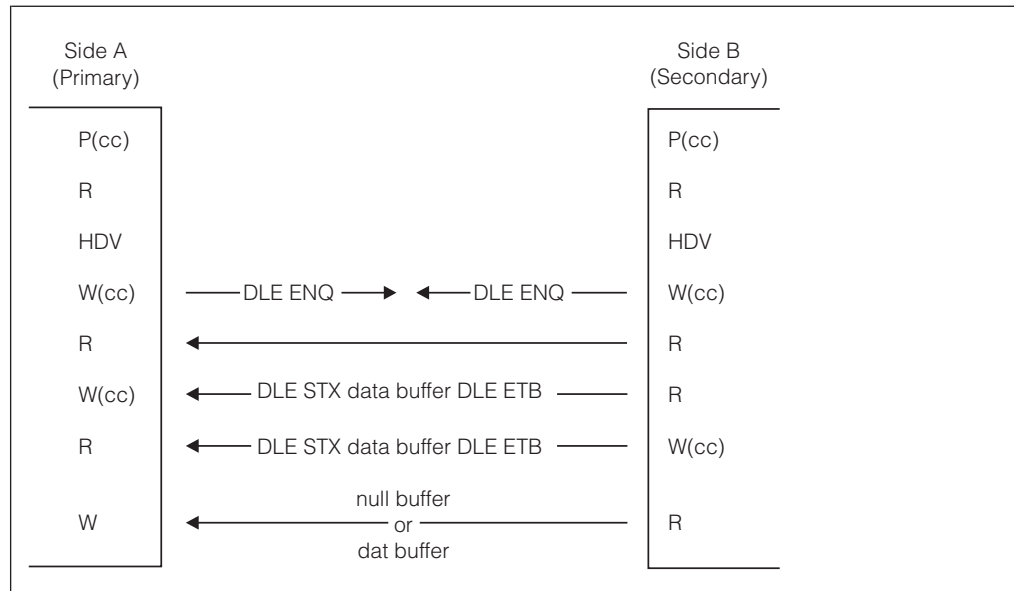 Side A
(Primary)
Side B
(Secondary)
P(cc)
P(cc)
R
R
HDV
HDV
W(cc)
DLE ENQ
DLE ENQ
W(cc)
R
R
W(cc)
DLE STX data buffer DLE ETB
R
R
DLE STX data buffer DLE ETB
W(cc)
W
null buffer
or
dat buffer
R